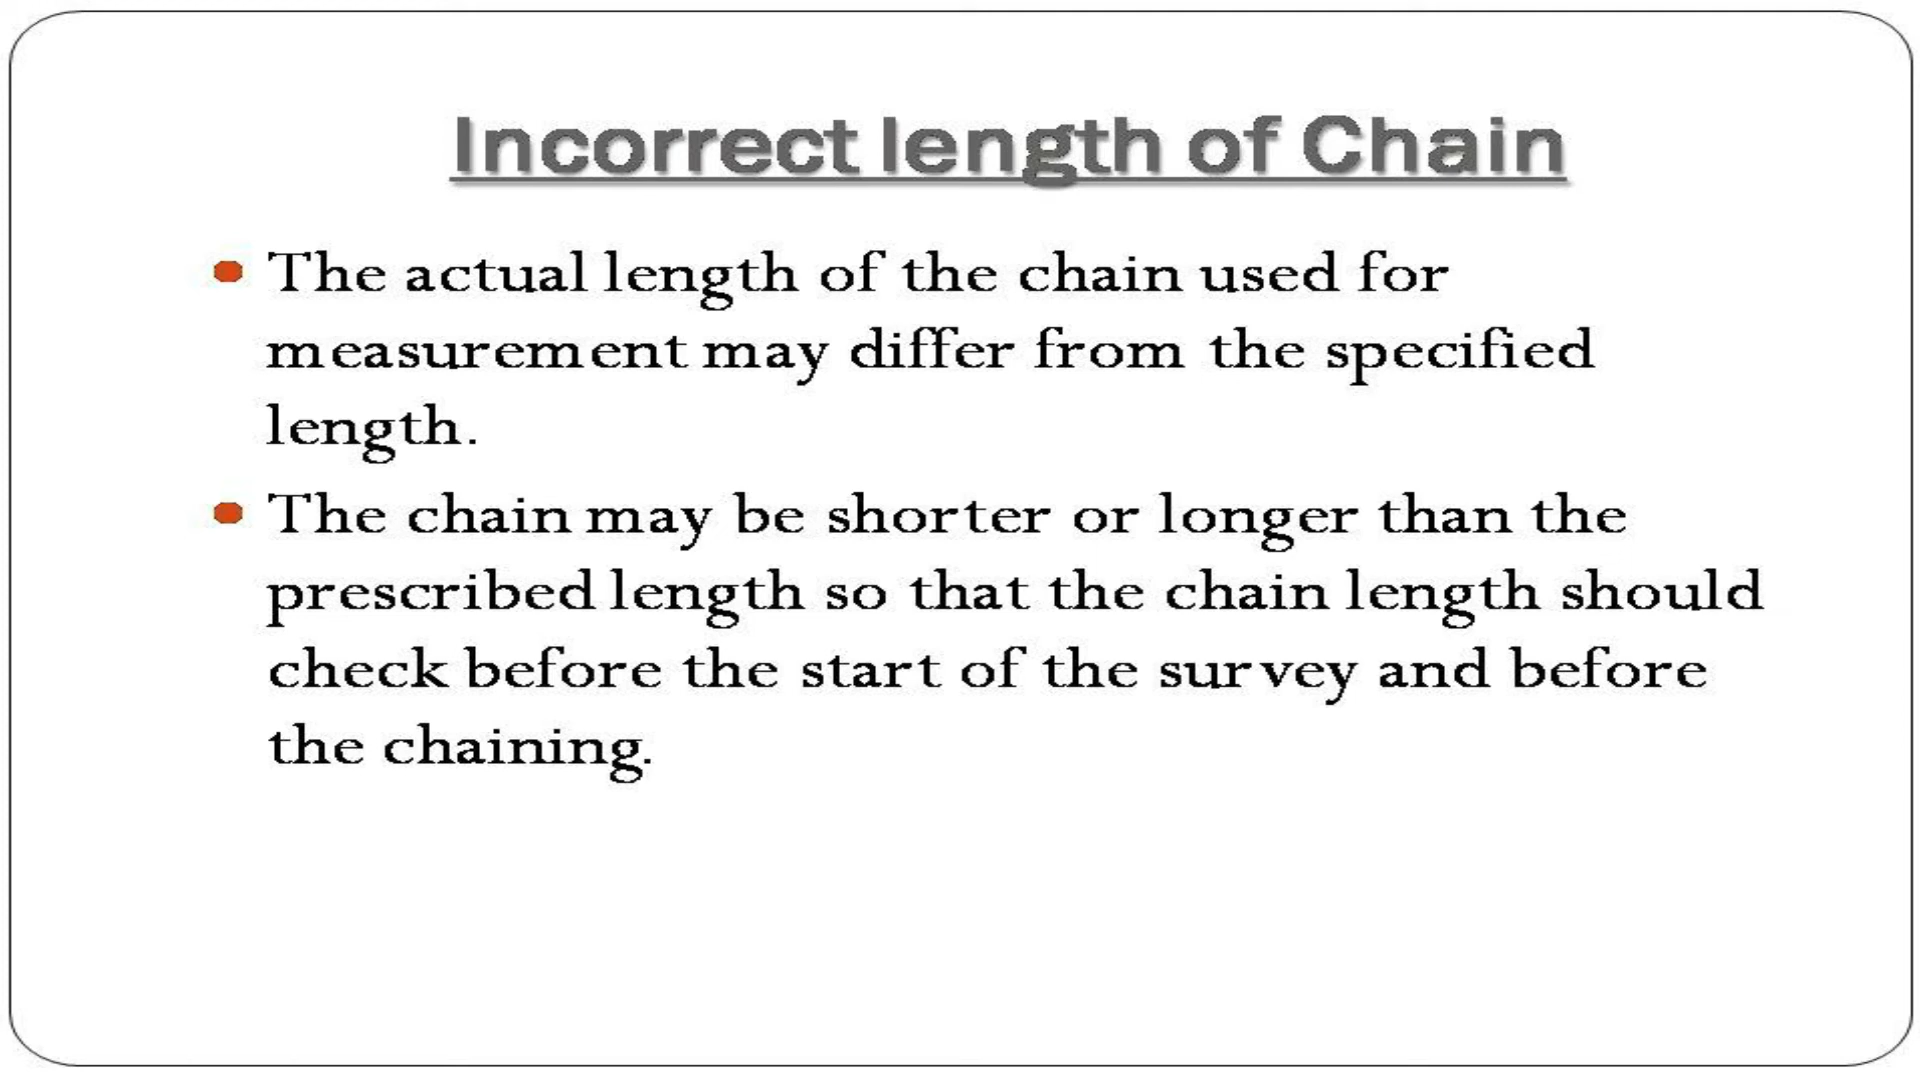 Incorrect length of Chain
• The actual length of the chain used for
measurement may differ from the specified
length.
• The chain may be shorter or longer than the
prescribed length so that the chain length should
check before the start of the survey and before
the chaining.